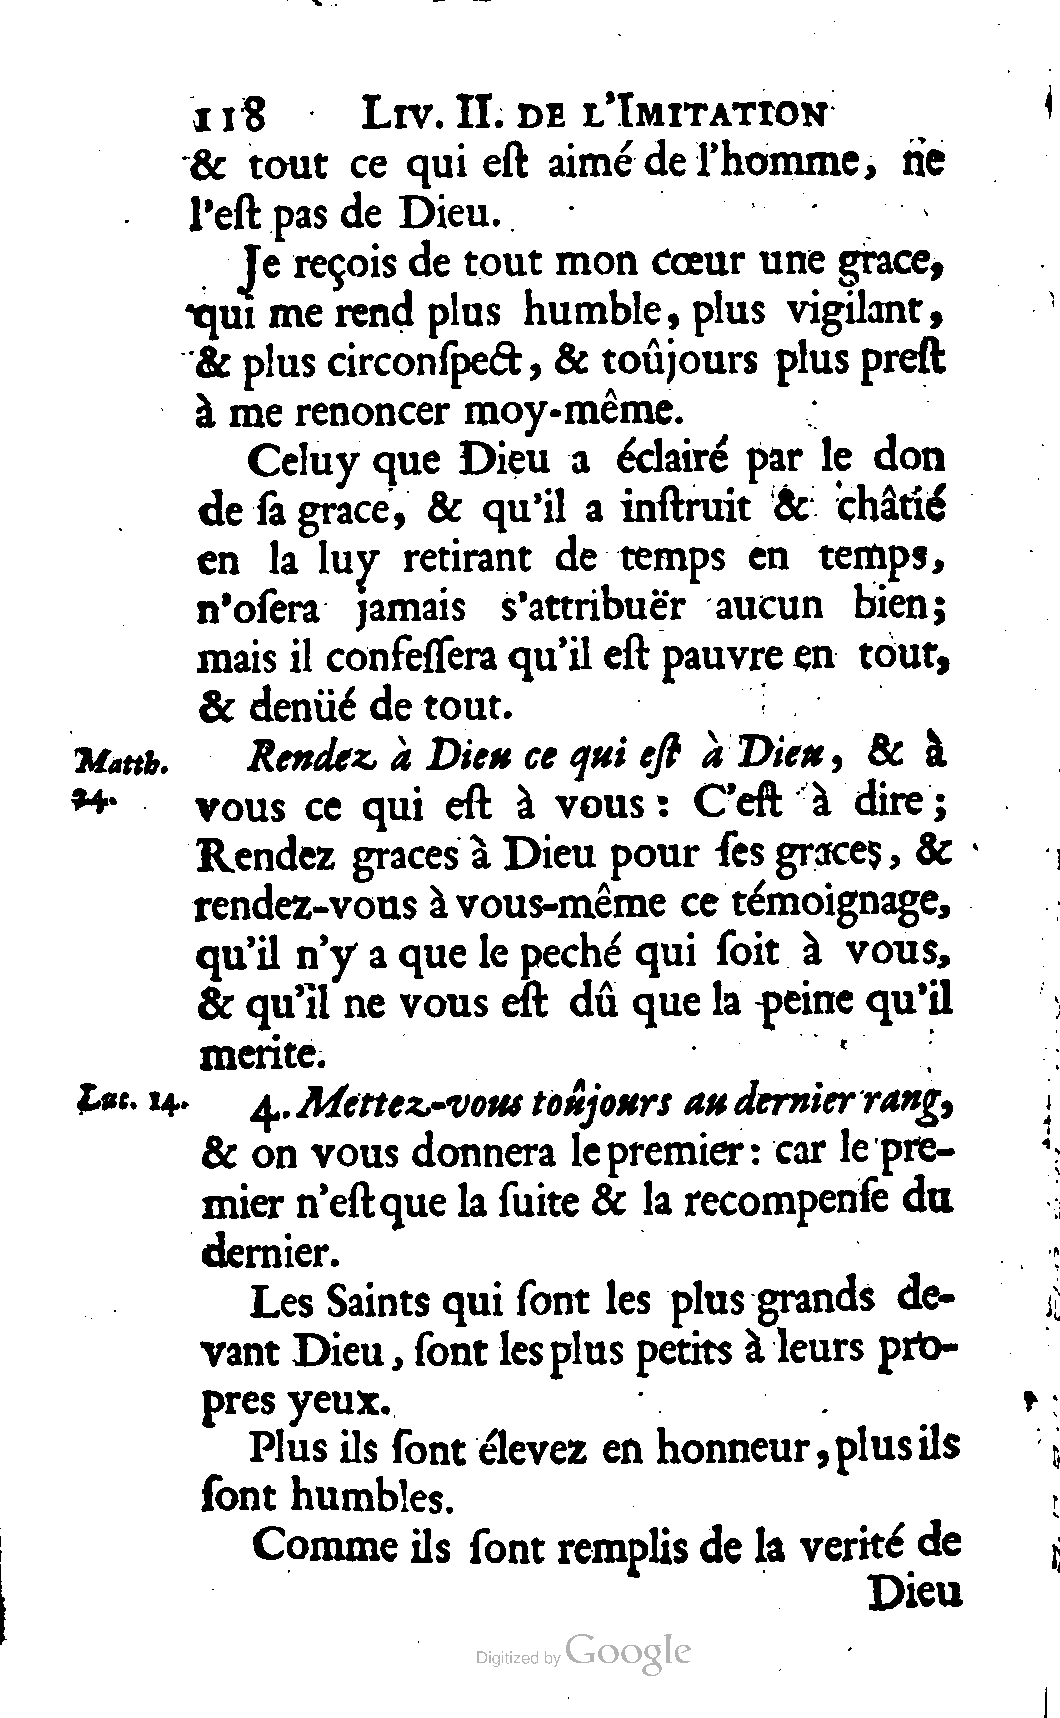 118 LIV. II. DE L'IMITATION
& tout ce qui eſt aimé de l'homme, ne
l'eſt pas de Dieu.
Je reçois de tout mon cœur une grace,
qui me rend plus humble, plus vigilant,
& plus circonſpect, & toûjours plus preſt
à me renoncer moy-même.
Celuy que Dieu a éclairé par le don
de ſa grace, & qu'il a inſtruit & châtié
en la luy retirant de temps en temps,
n'oſera jamais s'attribuër aucun bien;
mais il confeſſera qu'il eſt pauvre en tout,
& denüé de tout.
Matth. Rendez à Dieu ce qui eſt à Dieu, & à
24. vous ce qui eſt à vous : C'eſt à dire ;
Rendez graces à Dieu pour ſes graces, &
rendez-vous à vous-même ce témoignage,
qu'il n'y a que le peché qui ſoit à vous,
& qu'il ne vous eſt dû que la peine qu'il
merite.
Luc. 14. 4. Mettez-vous toûjours au dernier rang,
& on vous donnera le premier : car le pre-
mier n'eſt que la ſuite & la recompenſe du
dernier.
Les Saints qui ſont les plus grands de-
vant Dieu, ſont les plus petits à leurs pro-
pres yeux.
Plus ils ſont élevez en honneur, plus ils
ſont humbles.
Comme ils ſont remplis de la verité de
Dieu
Digitized by Google